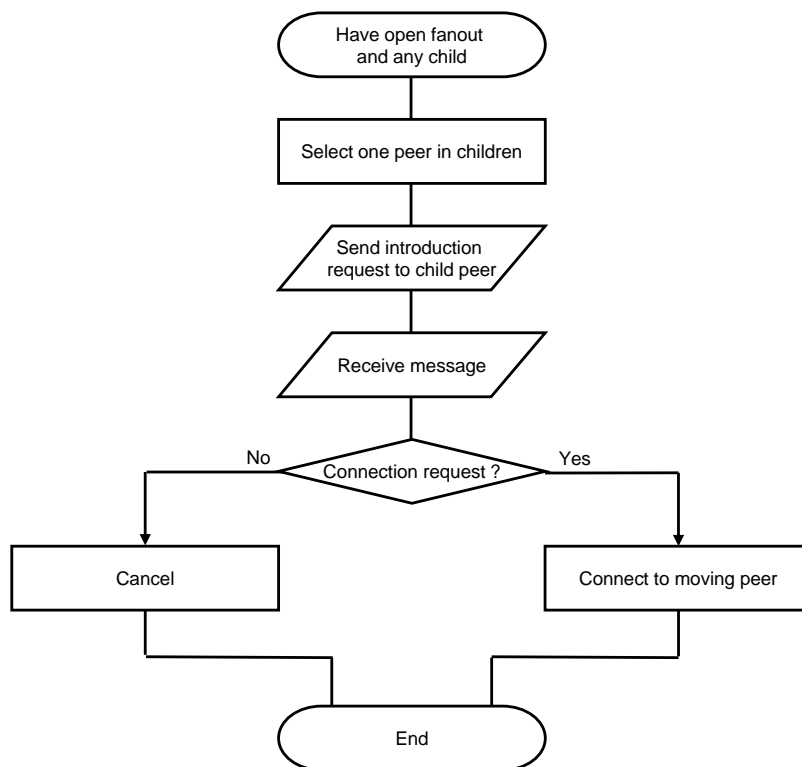 Have open fanout
and any child
Select one peer in children
Send introduction
request to child peer
Receive message
No
Connection request ?
Yes
Cancel
Connect to moving peer
End